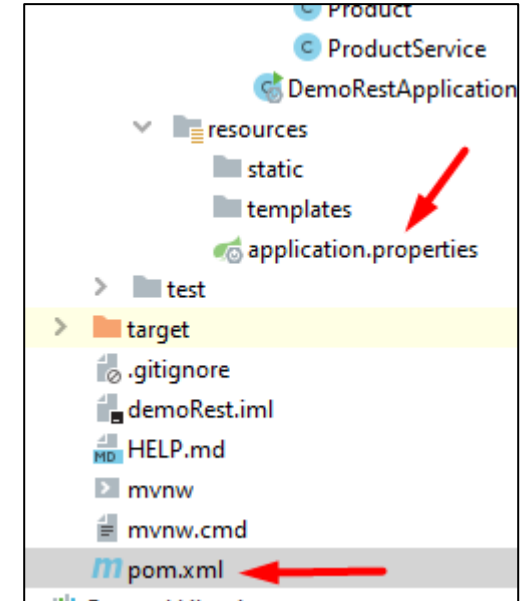 Product
ProductService
DemoRestApplication
resources
static
templates
application.properties
test
target
.gitignore
demoRest.iml
MD HELP.md
mvnw
mvnw.cmd
m pom.xml